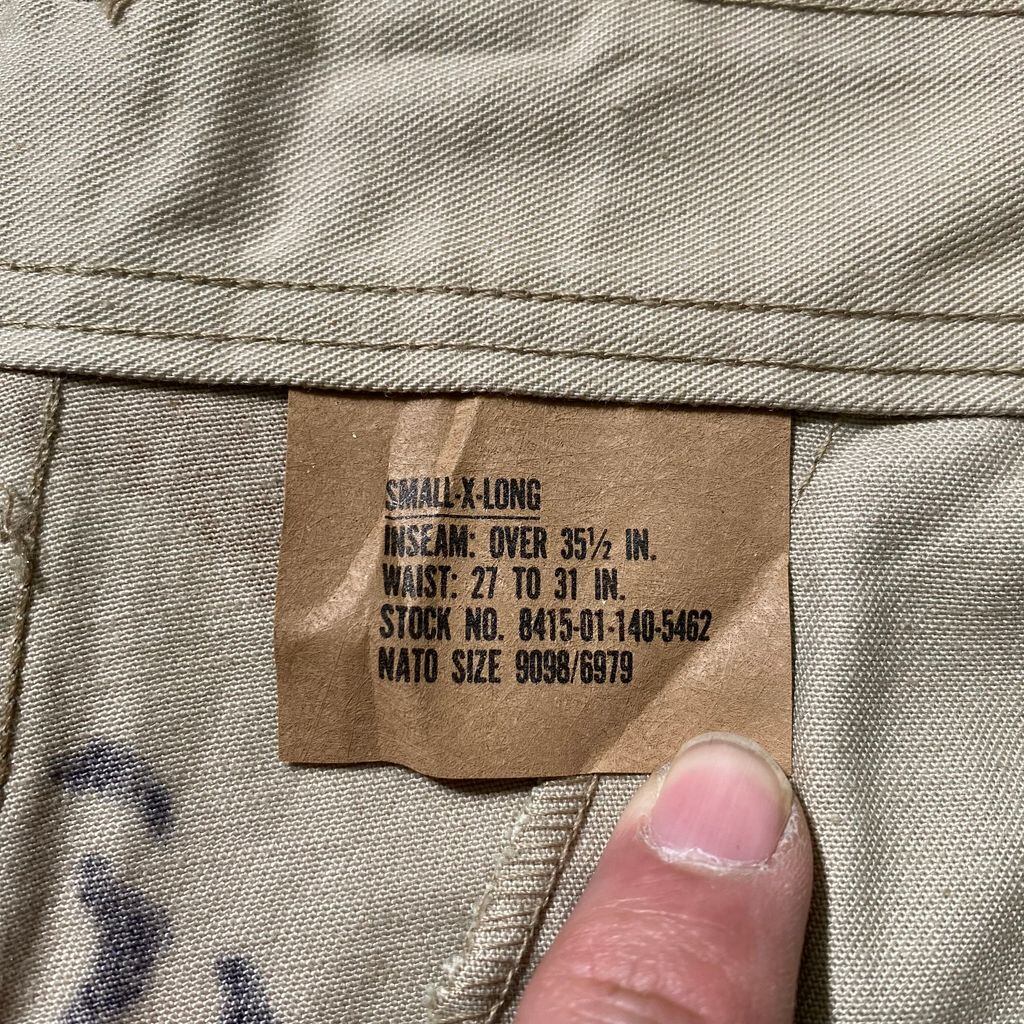 SMALL-X-LONG
INSEAM: OVER 35½ IN.
WAIST: 27 TO 31 IN.
STOCK NO. 8415-01-140-5462
NATO SIZE 9098/6979